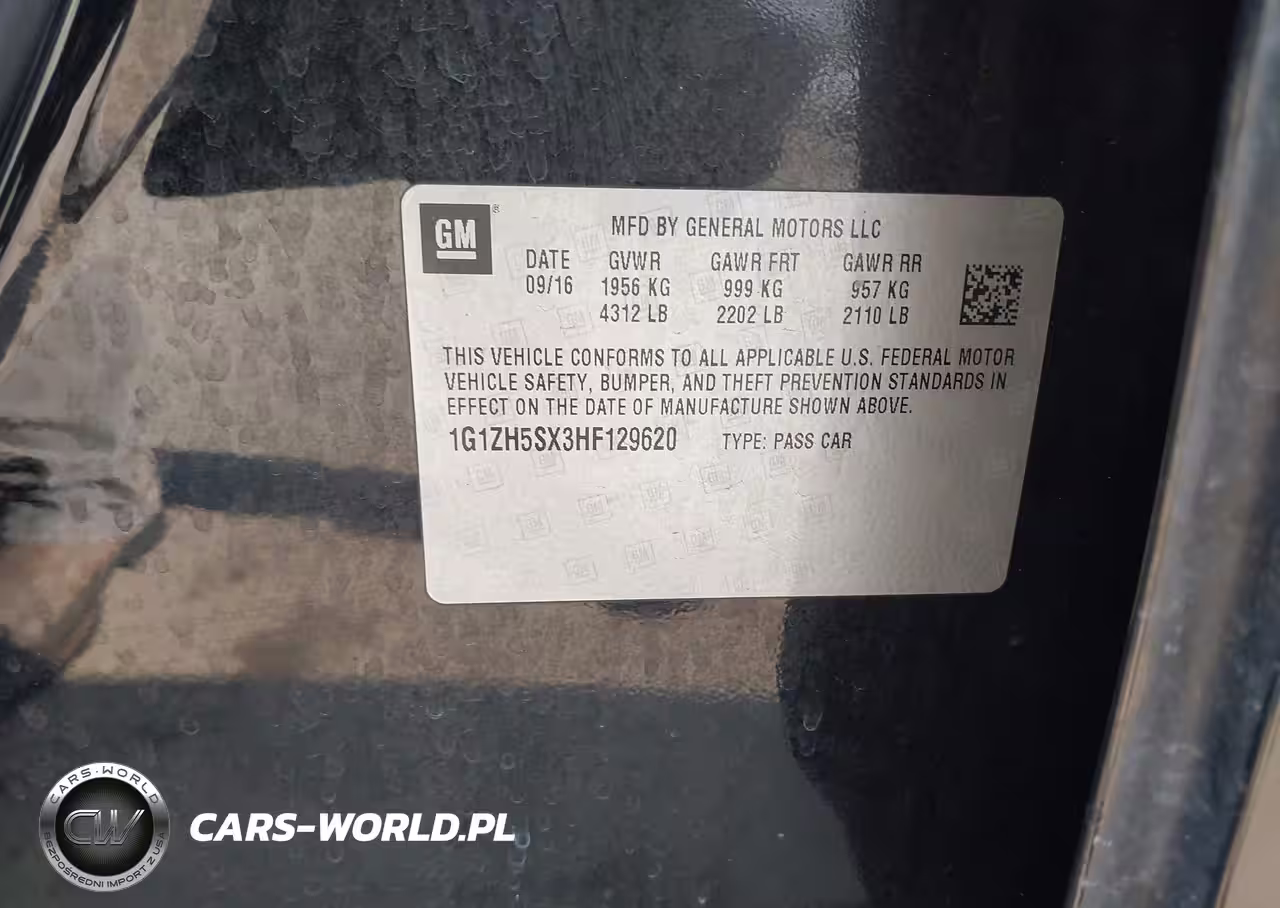 GM
MFD BY GENERAL MOTORS LLC
DATE GVWR GAWR FRT GAWR RR
09/16 1956 KG 999 KG 957 KG
4312 LB 2202 LB 2110 LB
THIS VEHICLE CONFORMS TO ALL APPLICABLE U.S. FEDERAL MOTOR
VEHICLE SAFETY, BUMPER, AND THEFT PREVENTION STANDARDS IN
EFFECT ON THE DATE OF MANUFACTURE SHOWN ABOVE.
1G1ZH5SX3HF129620 TYPE: PASS CAR
CARS-WORLD
CW
BEZPOŚREDNI IMPORT Z USA
CARS-WORLD.PL